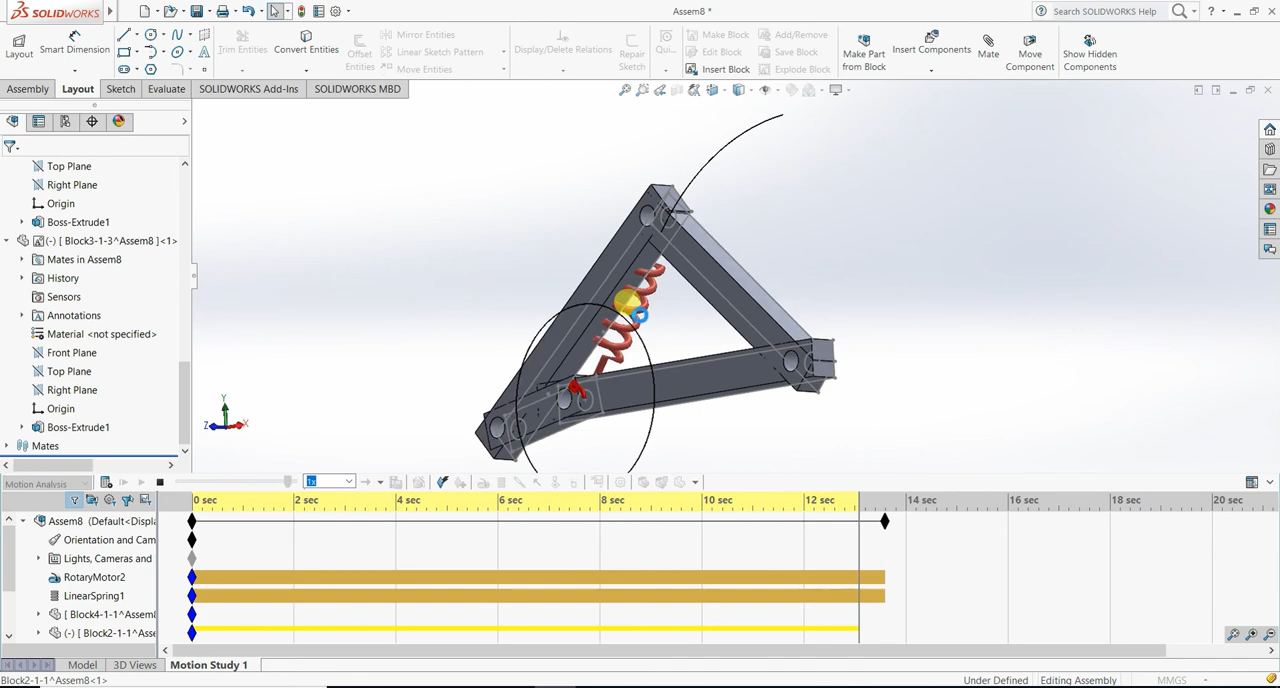 SOLIDWORKS
Assem8 *
Search SOLIDWORKS Help
Layout
Smart Dimension
Trim Entities
Convert Entities
Offset Entities
Mirror Entities
Linear Sketch Pattern
Move Entities
Display/Delete Relations
Repair Sketch
Qui...
Make Block
Edit Block
Insert Block
Add/Remove
Save Block
Explode Block
Make Part from Block
Insert Components
Mate
Move Component
Show Hidden Components
Assembly
Layout
Sketch
Evaluate
SOLIDWORKS Add-Ins
SOLIDWORKS MBD
Top Plane
Right Plane
Origin
Boss-Extrude1
(-) [ Block3-1-3^Assem8 ]<1>
Mates in Assem8
History
Sensors
Annotations
Material <not specified>
Front Plane
Top Plane
Right Plane
Origin
Boss-Extrude1
Mates
Y
Z
X
Motion Analysis
1x
0 sec
2 sec
4 sec
6 sec
8 sec
10 sec
12 sec
14 sec
16 sec
18 sec
20 sec
Assem8 (Default<Displa
Orientation and Cam
Lights, Cameras and
RotaryMotor2
LinearSpring1
[ Block4-1-1^Assem
(-) [ Block2-1-1^Asse
Model
3D Views
Motion Study 1
Block2-1-1^Assem8<1>
Under Defined
Editing Assembly
MMGS